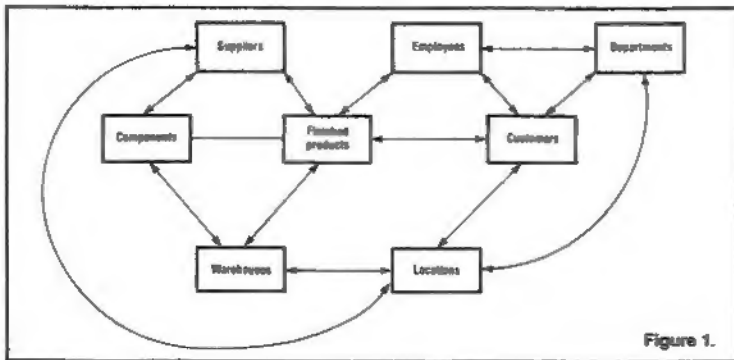 Suppliers
Employees
Departments
Components
Finished
products
Customers
Warehouses
Locations
Figure 1.